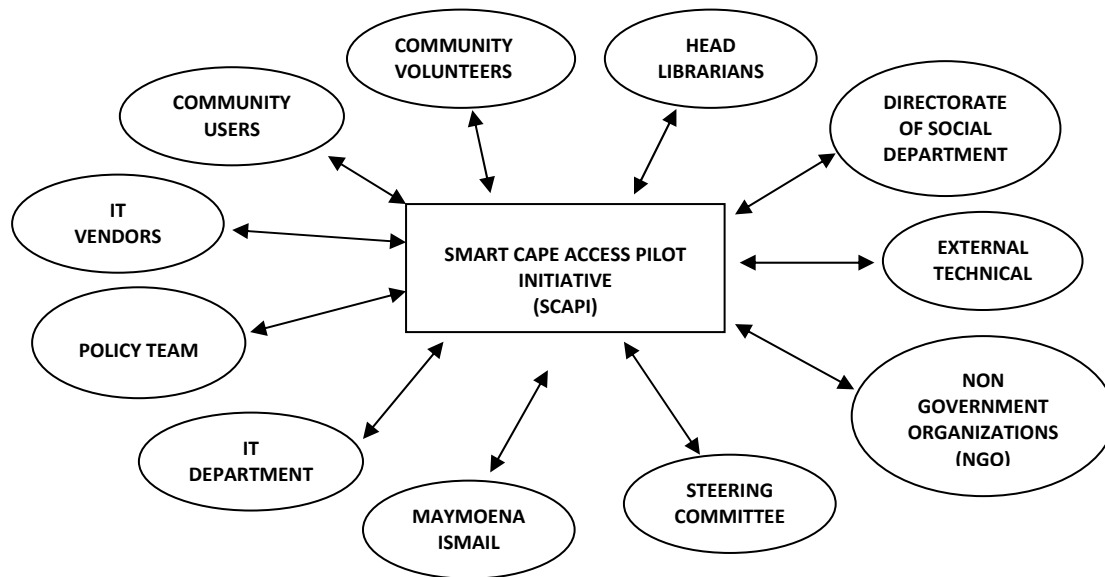 COMMUNITY
VOLUNTEERS
HEAD
LIBRARIANS
COMMUNITY
USERS
DIRECTORATE
OF SOCIAL
DEPARTMENT
IT
VENDORS
SMART CAPE ACCESS PILOT
INITIATIVE
(SCAPI)
EXTERNAL
TECHNICAL
POLICY TEAM
NON
GOVERNMENT
ORGANIZATIONS
(NGO)
IT
DEPARTMENT
MAYMOENA
ISMAIL
STEERING
COMMITTEE